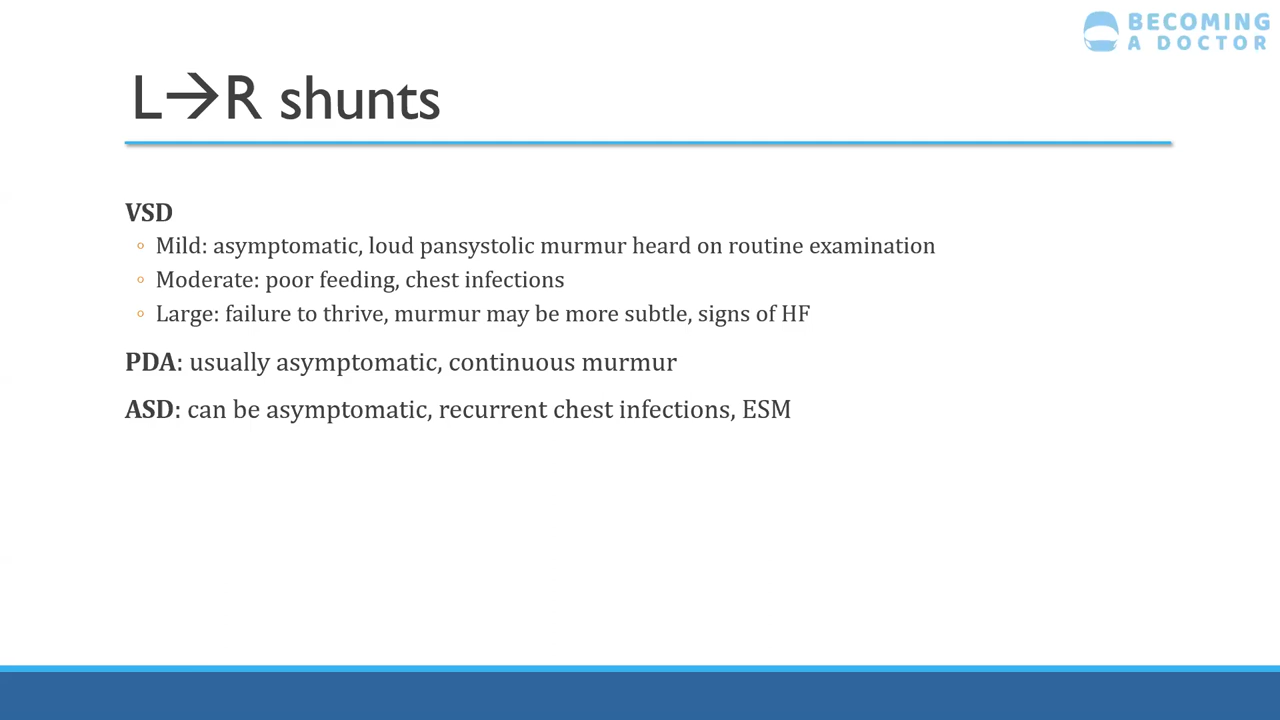 BECOMING
A DOCTOR
L→R shunts
VSD
◦ Mild: asymptomatic, loud pansystolic murmur heard on routine examination
◦ Moderate: poor feeding, chest infections
◦ Large: failure to thrive, murmur may be more subtle, signs of HF
PDA: usually asymptomatic, continuous murmur
ASD: can be asymptomatic, recurrent chest infections, ESM